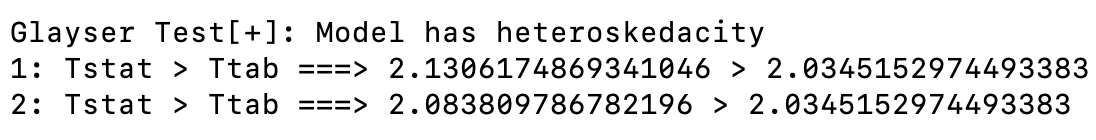 Glayser Test[+]: Model has heteroskedacity
1: Tstat > Ttab ===> 2.1306174869341046 > 2.0345152974493383
2: Tstat > Ttab ===> 2.083809786782196 > 2.0345152974493383